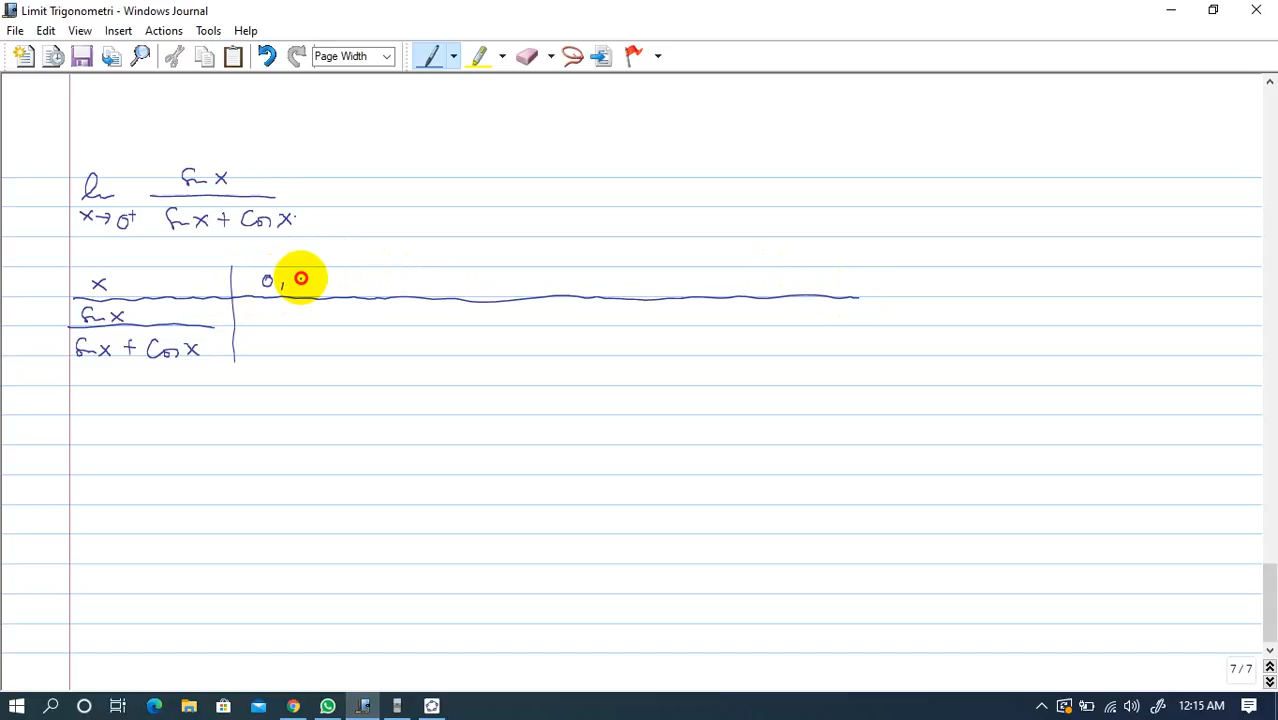 Limit Trigonometri - Windows Journal
File Edit View Insert Actions Tools Help
Page Width
lim sin x
x→0+ sin x + Cos x
x 0,
sin x
sin x + Cos x
7 / 7
12:15 AM